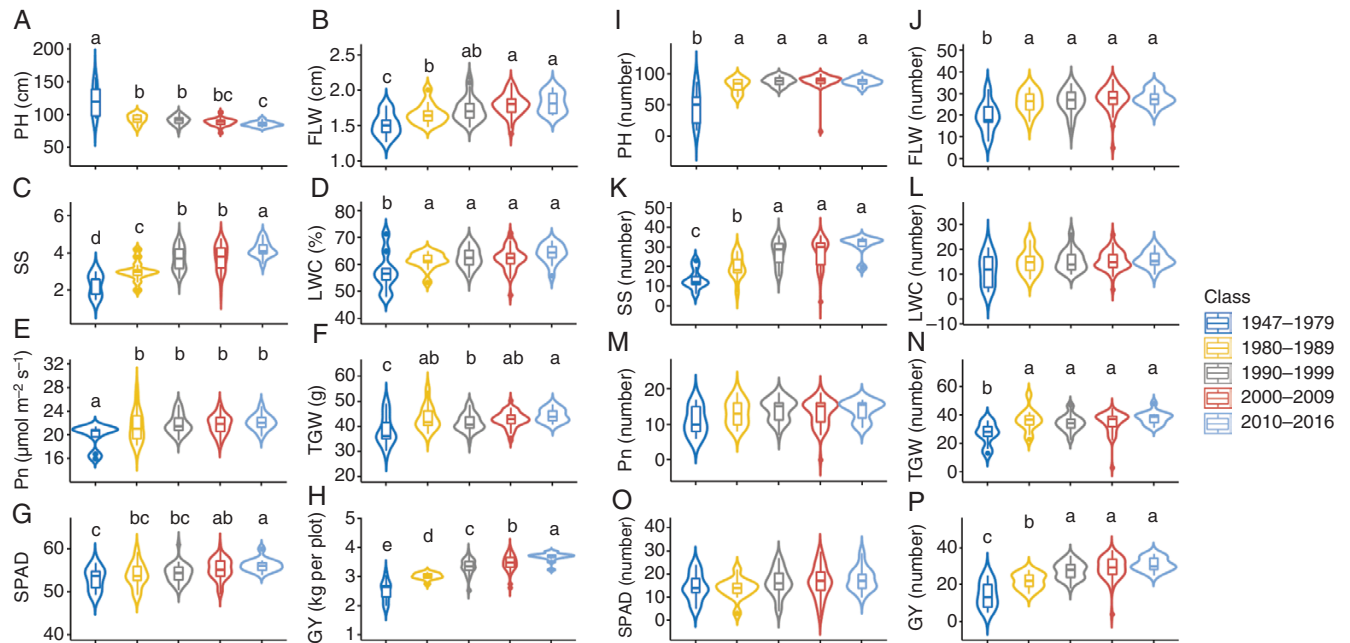 A
PH (cm)
200
150
100
50
a
b
b
bc
c
B
FLW (cm)
2.5
2.0
1.5
1.0
c
b
ab
a
a
I
PH (number)
100
50
0
b
a
a
a
a
J
FLW (number)
50
40
30
20
10
0
b
a
a
a
a
C
SS
6
4
2
d
c
b
b
a
D
LWC (%)
80
70
60
50
40
b
a
a
a
a
K
SS (number)
50
40
30
20
10
0
c
b
a
a
a
L
LWC (number)
30
20
10
0
–10
E
Pn (µmol m–2 s–1)
32
28
24
20
16
a
b
b
b
b
F
TGW (g)
60
50
40
30
20
c
ab
b
ab
a
M
Pn (number)
20
10
0
N
TGW (number)
60
40
20
0
b
a
a
a
a
G
SPAD
60
50
40
c
bc
bc
ab
a
H
GY (kg per plot)
5
4
3
2
1
e
d
c
b
a
O
SPAD (number)
40
30
20
10
0
P
GY (number)
40
20
0
c
b
a
a
a
Class
1947–1979
1980–1989
1990–1999
2000–2009
2010–2016